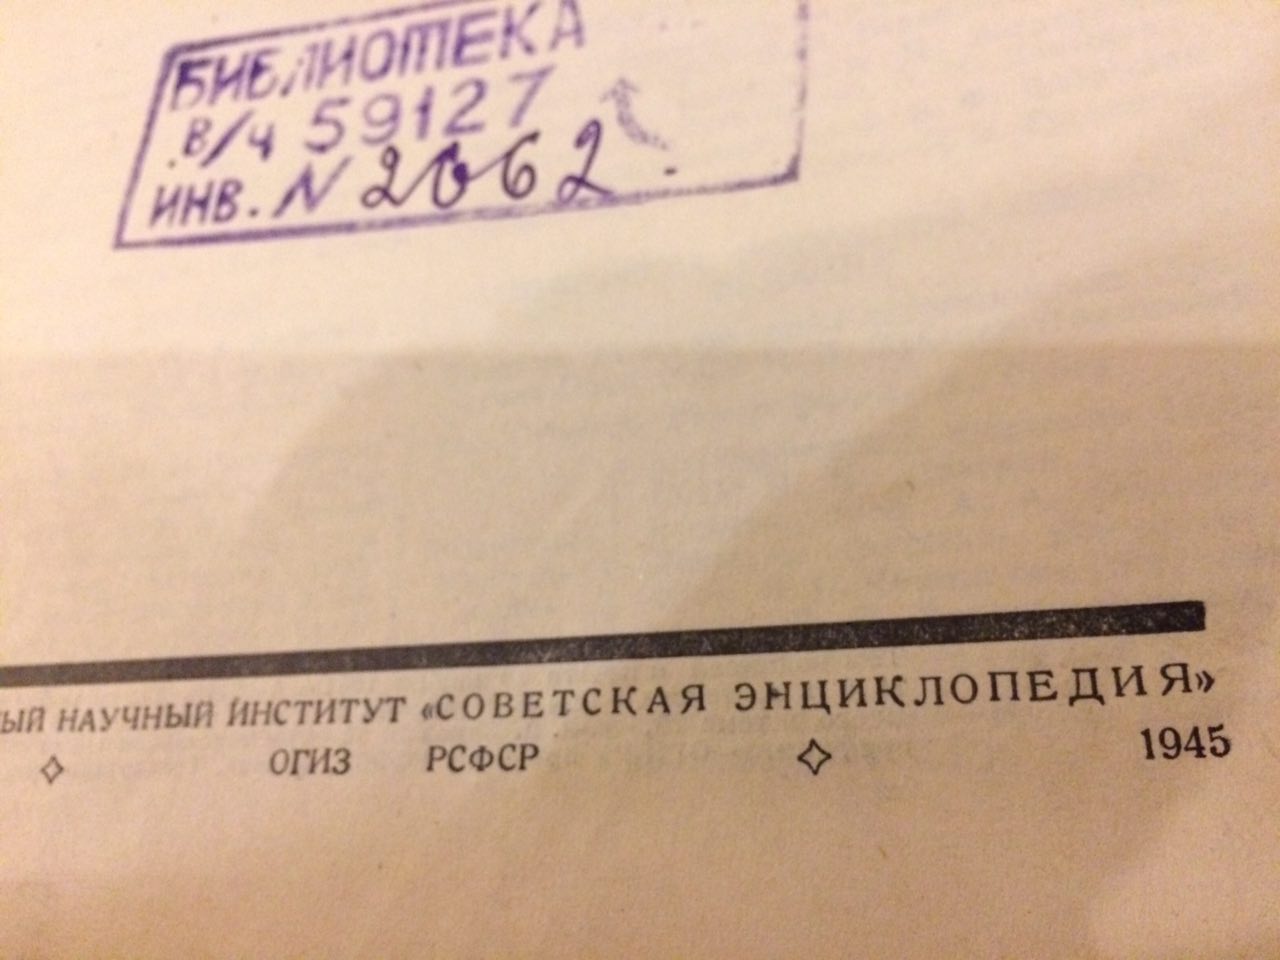 БИБЛИОТЕКА
в/ч 59127
ИНВ. N 2062
НАУЧНЫЙ ИНСТИТУТ «СОВЕТСКАЯ ЭНЦИКЛОПЕДИЯ»
ОГИЗ РСФСР 1945